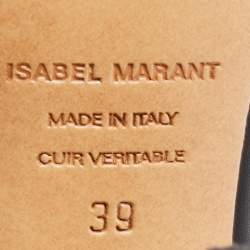 ISABEL MARANT
MADE IN ITALY
CUIR VERITABLE
39